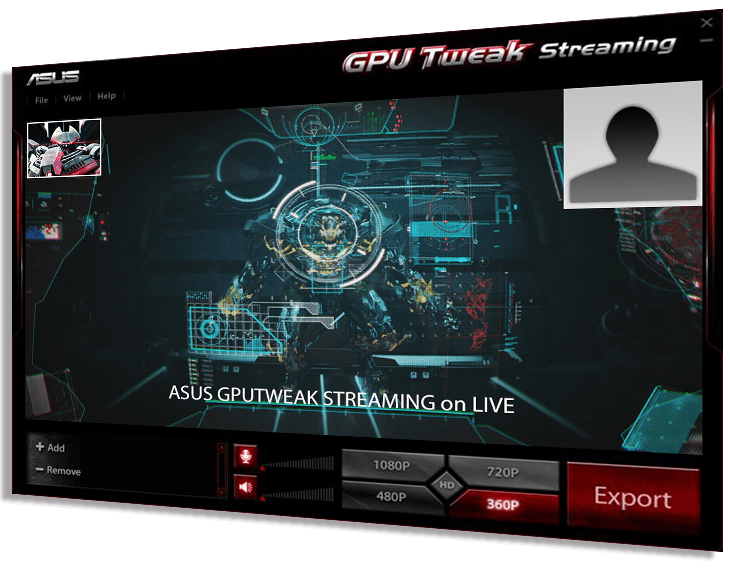 ASUS
GPU Tweak Streaming
File View Help
ASUS GPUTWEAK STREAMING on LIVE
+ Add
− Remove
1080P
720P
HD
480P
360P
Export